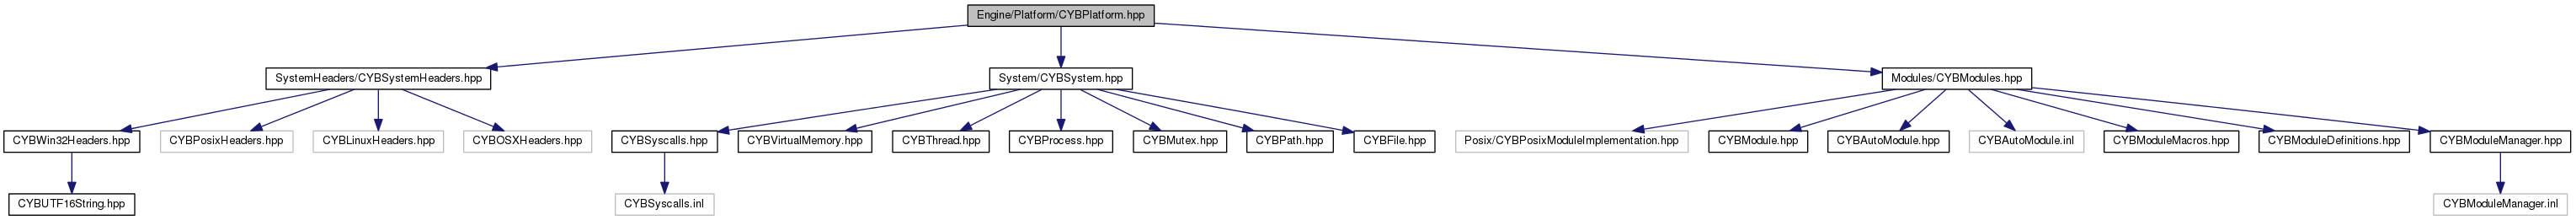 Engine/Platform/CYBPlatform.hpp
SystemHeaders/CYBSystemHeaders.hpp
System/CYBSystem.hpp
Modules/CYBModules.hpp
CYBWin32Headers.hpp
CYBPosixHeaders.hpp
CYBLinuxHeaders.hpp
CYBOSXHeaders.hpp
CYBSyscalls.hpp
CYBVirtualMemory.hpp
CYBThread.hpp
CYBProcess.hpp
CYBMutex.hpp
CYBPath.hpp
CYBFile.hpp
Posix/CYBPosixModuleImplementation.hpp
CYBModule.hpp
CYBAutoModule.hpp
CYBAutoModule.inl
CYBModuleMacros.hpp
CYBModuleDefinitions.hpp
CYBModuleManager.hpp
CYBUTF16String.hpp
CYBSyscalls.inl
CYBModuleManager.inl